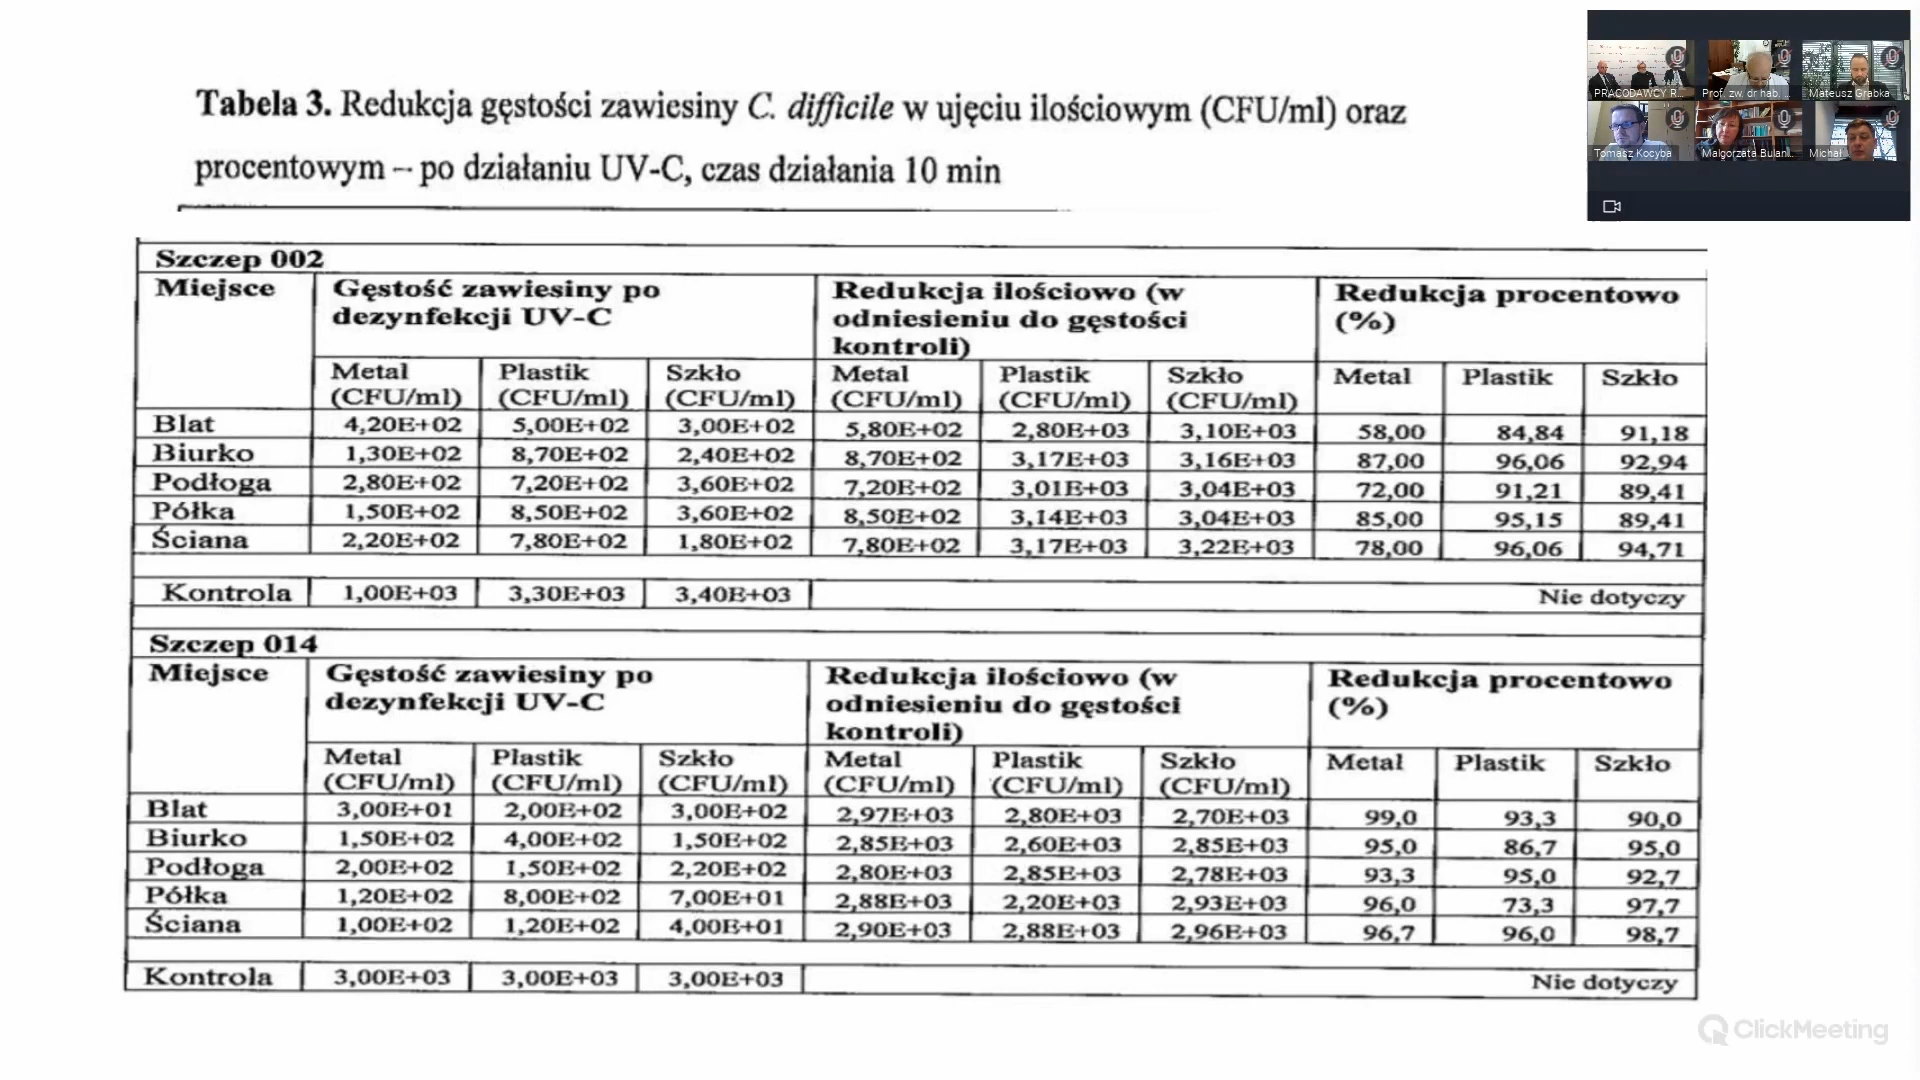 Tabela 3. Redukcja gęstości zawiesiny C. difficile w ujęciu ilościowym (CFU/ml) oraz
procentowym – po działaniu UV-C, czas działania 10 min
PRACODAWCY R...
Prof. zw. dr hab. ...
Mateusz Grabka
Tomasz Kocyba
Malgorzata Bulani...
Michał
Szczep 002
Miejsce Gęstość zawiesiny po dezynfekcji UV-C Redukcja ilościowo (w odniesieniu do gęstości kontroli) Redukcja procentowo (%)
Metal (CFU/ml) Plastik (CFU/ml) Szkło (CFU/ml) Metal (CFU/ml) Plastik (CFU/ml) Szkło (CFU/ml) Metal Plastik Szkło
Blat 4,20E+02 5,00E+02 3,00E+02 5,80E+02 2,80E+03 3,10E+03 58,00 84,84 91,18
Biurko 1,30E+02 8,70E+02 2,40E+02 8,70E+02 3,17E+03 3,16E+03 87,00 96,06 92,94
Podłoga 2,80E+02 7,20E+02 3,60E+02 7,20E+02 3,01E+03 3,04E+03 72,00 91,21 89,41
Półka 1,50E+02 8,50E+02 3,60E+02 8,50E+02 3,14E+03 3,04E+03 85,00 95,15 89,41
Ściana 2,20E+02 7,80E+02 1,80E+02 7,80E+02 3,17E+03 3,22E+03 78,00 96,06 94,71
Kontrola 1,00E+03 3,30E+03 3,40E+03 Nie dotyczy
Szczep 014
Miejsce Gęstość zawiesiny po dezynfekcji UV-C Redukcja ilościowo (w odniesieniu do gęstości kontroli) Redukcja procentowo (%)
Metal (CFU/ml) Plastik (CFU/ml) Szkło (CFU/ml) Metal (CFU/ml) Plastik (CFU/ml) Szkło (CFU/ml) Metal Plastik Szkło
Blat 3,00E+01 2,00E+02 3,00E+02 2,97E+03 2,80E+03 2,70E+03 99,0 93,3 90,0
Biurko 1,50E+02 4,00E+02 1,50E+02 2,85E+03 2,60E+03 2,85E+03 95,0 86,7 95,0
Podłoga 2,00E+02 1,50E+02 2,20E+02 2,80E+03 2,85E+03 2,78E+03 93,3 95,0 92,7
Półka 1,20E+02 8,00E+02 7,00E+01 2,88E+03 2,20E+03 2,93E+03 96,0 73,3 97,7
Ściana 1,00E+02 1,20E+02 4,00E+01 2,90E+03 2,88E+03 2,96E+03 96,7 96,0 98,7
Kontrola 3,00E+03 3,00E+03 3,00E+03 Nie dotyczy
ClickMeeting